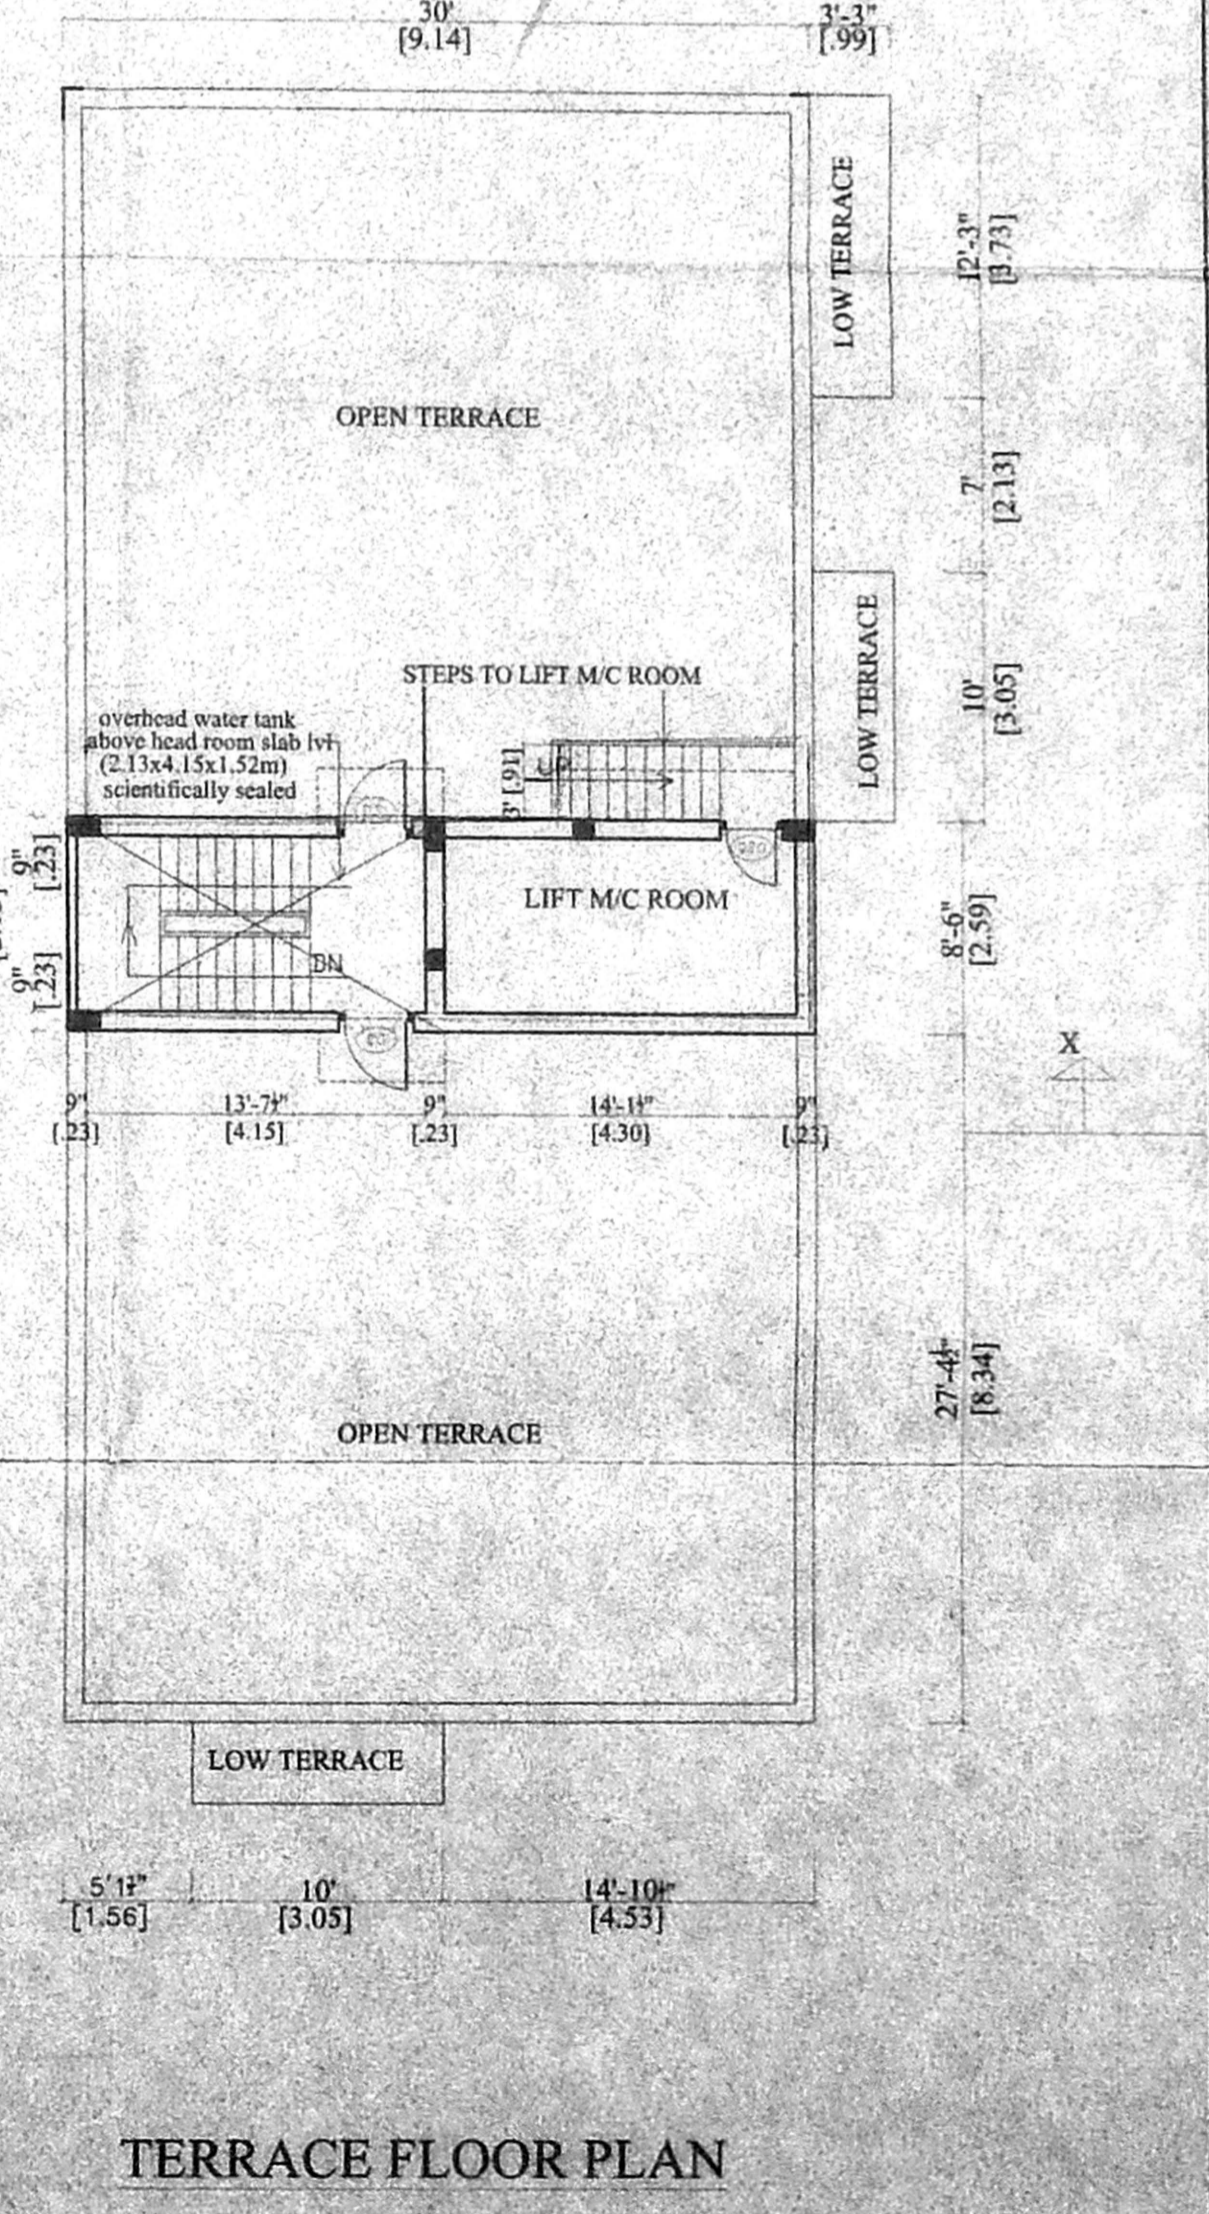 30'
[9.14]
3'-3"
[.99]
LOW TERRACE
12'-3"
[3.73]
OPEN TERRACE
7'
[2.13]
STEPS TO LIFT M/C ROOM
LOW TERRACE
10'
[3.05]
overhead water tank
above head room slab lvl
(2.13x4.15x1.52m)
scientifically sealed
3' [.91]
UP
9"
[.23]
LIFT M/C ROOM
8'-6"
[2.59]
DN
9"
[.23]
X
9"
[.23]
13'-7½"
[4.15]
9"
[.23]
14'-1½"
[4.30]
9"
[.23]
27'-4½"
[8.34]
OPEN TERRACE
LOW TERRACE
5'1½"
[1.56]
10'
[3.05]
14'-10½"
[4.53]
TERRACE FLOOR PLAN